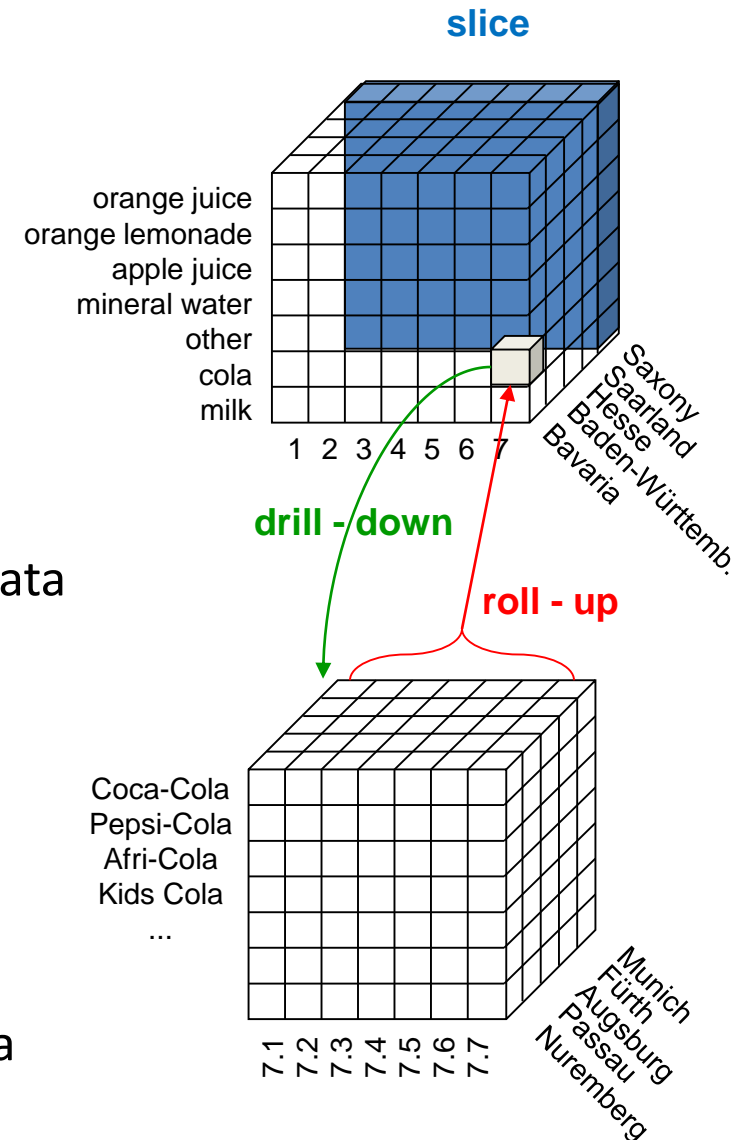 slice
orange juice
orange lemonade
apple juice
mineral water
other
cola
milk
1 2 3 4 5 6 7
Saxony
Saarland
Hesse
Baden-Württemb.
Bavaria
drill - down
ata
roll - up
Coca-Cola
Pepsi-Cola
Afri-Cola
Kids Cola
...
Munich
Fürth
Augsburg
Passau
Nuremberg
a
7.1 7.2 7.3 7.4 7.5 7.6 7.7